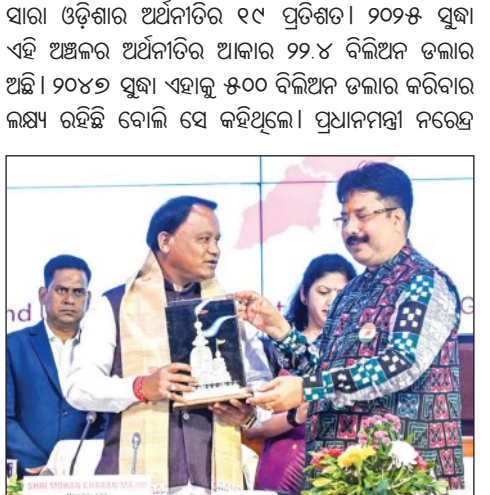 ସାରା ଓଡ଼ିଶାର ଅର୍ଥନୀତିର ୧୯ ପ୍ରତିଶତ। ୨୦୨୫ ସୁଦ୍ଧା
ଏହି ଅଞ୍ଚଳର ଅର୍ଥନୀତିର ଆକାର ୨୨.୪ ବିଲିଅନ ଡଲାର
ଅଛି। ୨୦୪୭ ସୁଦ୍ଧା ଏହାକୁ ୫୦୦ ବିଲିଅନ ଡଲାର କରିବାର
ଲକ୍ଷ୍ୟ ରହିଛି ବୋଲି ସେ କହିଥିଲେ। ପ୍ରଧାନମନ୍ତ୍ରୀ ନରେନ୍ଦ୍ର
nd
SHRI MOHAN CHARAN MAJHI